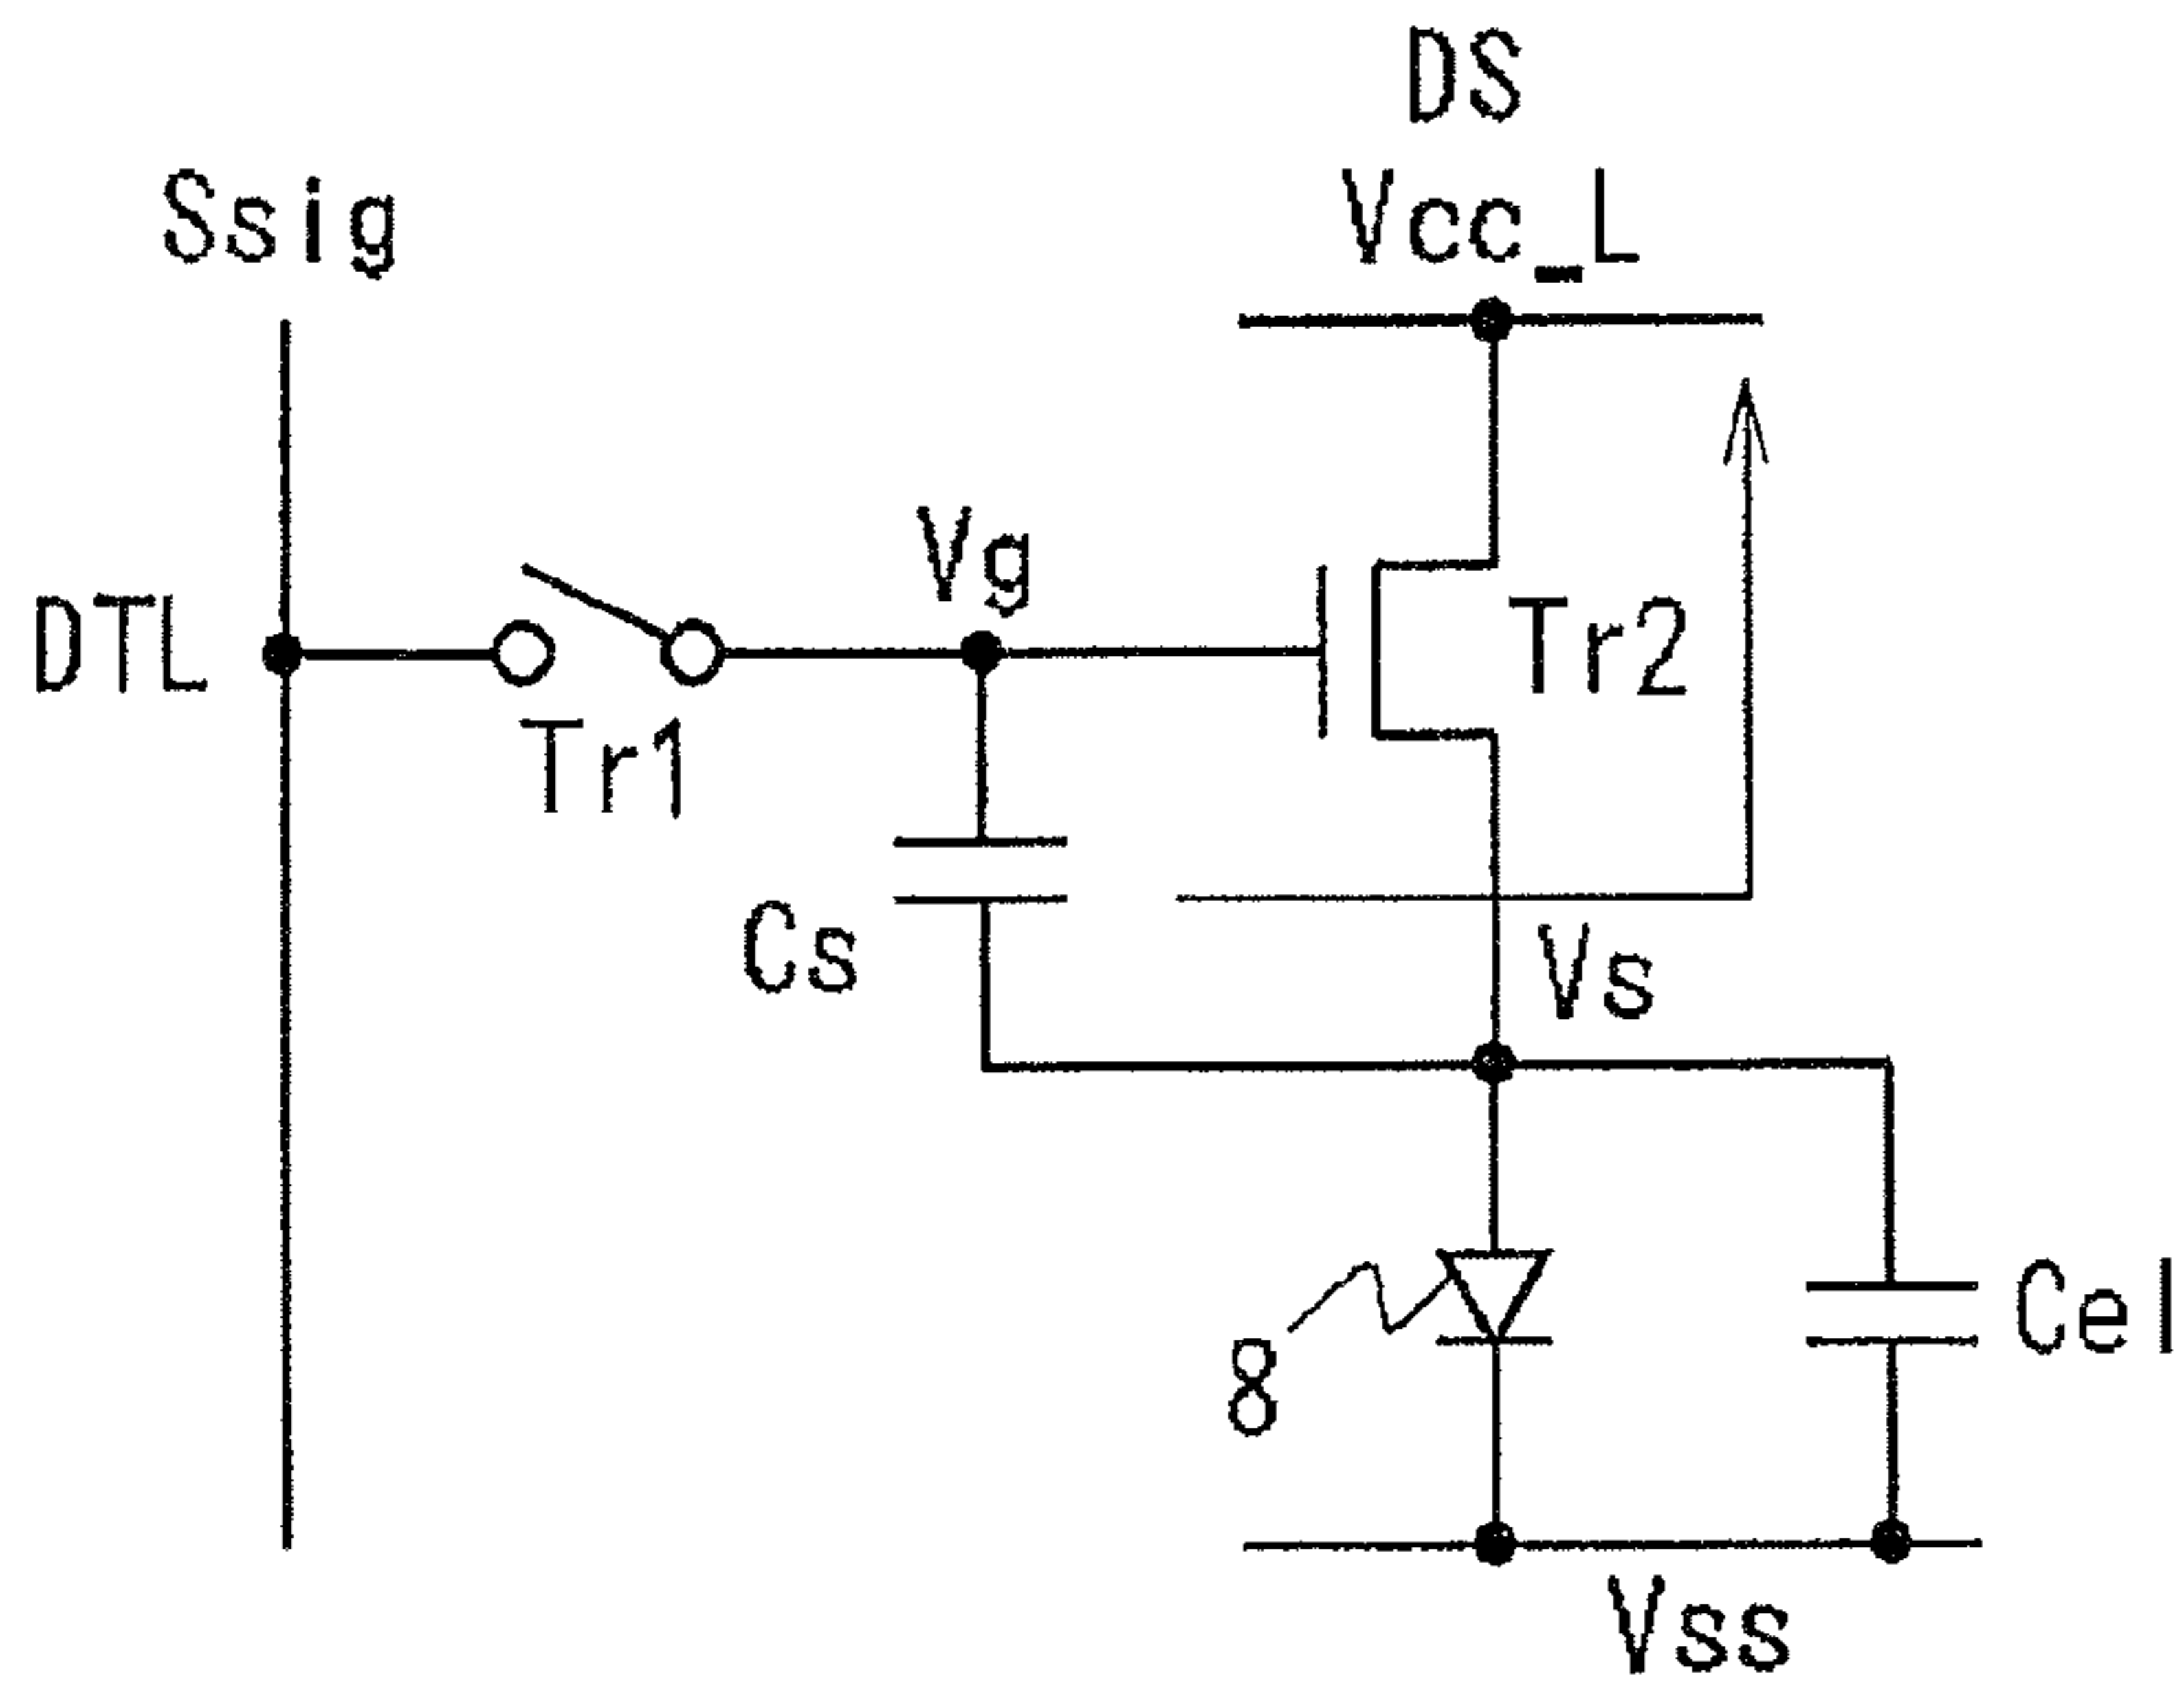 DS
Ssig
Vcc_L
Vg
DTL
Tr2
Tr1
Cs
Vs
Cel
8
Vss